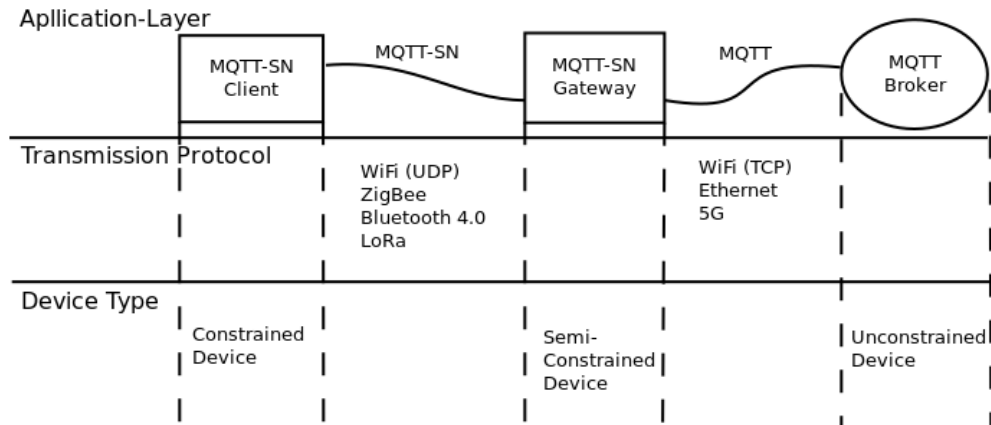 Apllication-Layer
MQTT-SN
Client
MQTT-SN
MQTT-SN
Gateway
MQTT
MQTT
Broker
Transmission Protocol
WiFi (UDP)
ZigBee
Bluetooth 4.0
LoRa
WiFi (TCP)
Ethernet
5G
Device Type
Constrained
Device
Semi-
Constrained
Device
Unconstrained
Device